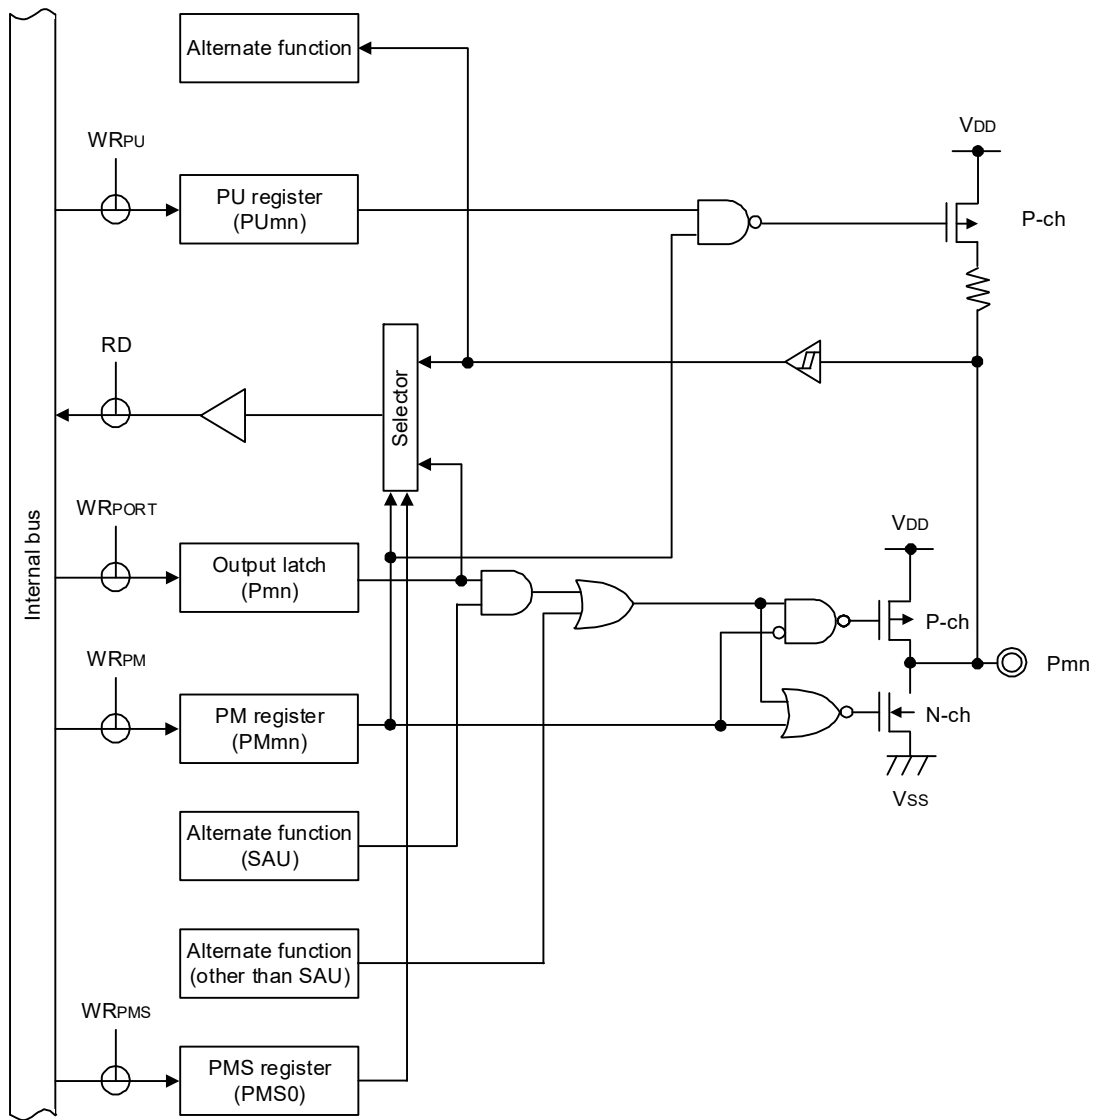 Alternate function
VDD
WRPU
PU register
(PUmn)
P-ch
RD
Selector
WRPORT
Internal bus
Output latch
(Pmn)
VDD
P-ch
WRPM
Pmn
PM register
(PMmn)
N-ch
VSS
Alternate function
(SAU)
Alternate function
(other than SAU)
WRPMS
PMS register
(PMS0)